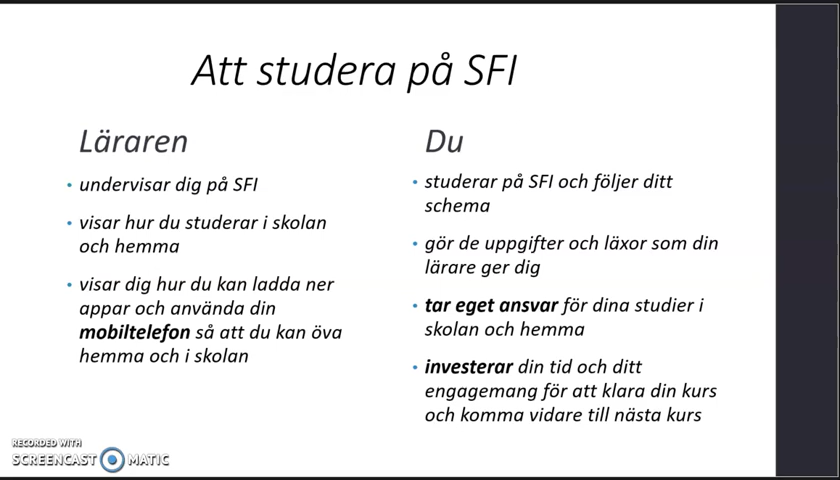 Att studera på SFI
Läraren
• undervisar dig på SFI
• visar hur du studerar i skolan
och hemma
• visar dig hur du kan ladda ner
appar och använda din
mobiltelefon så att du kan öva
hemma och i skolan
Du
• studerar på SFI och följer ditt
schema
• gör de uppgifter och läxor som din
lärare ger dig
• tar eget ansvar för dina studier i
skolan och hemma
• investerar din tid och ditt
engagemang för att klara din kurs
och komma vidare till nästa kurs
RECORDED WITH
SCREENCAST MATIC